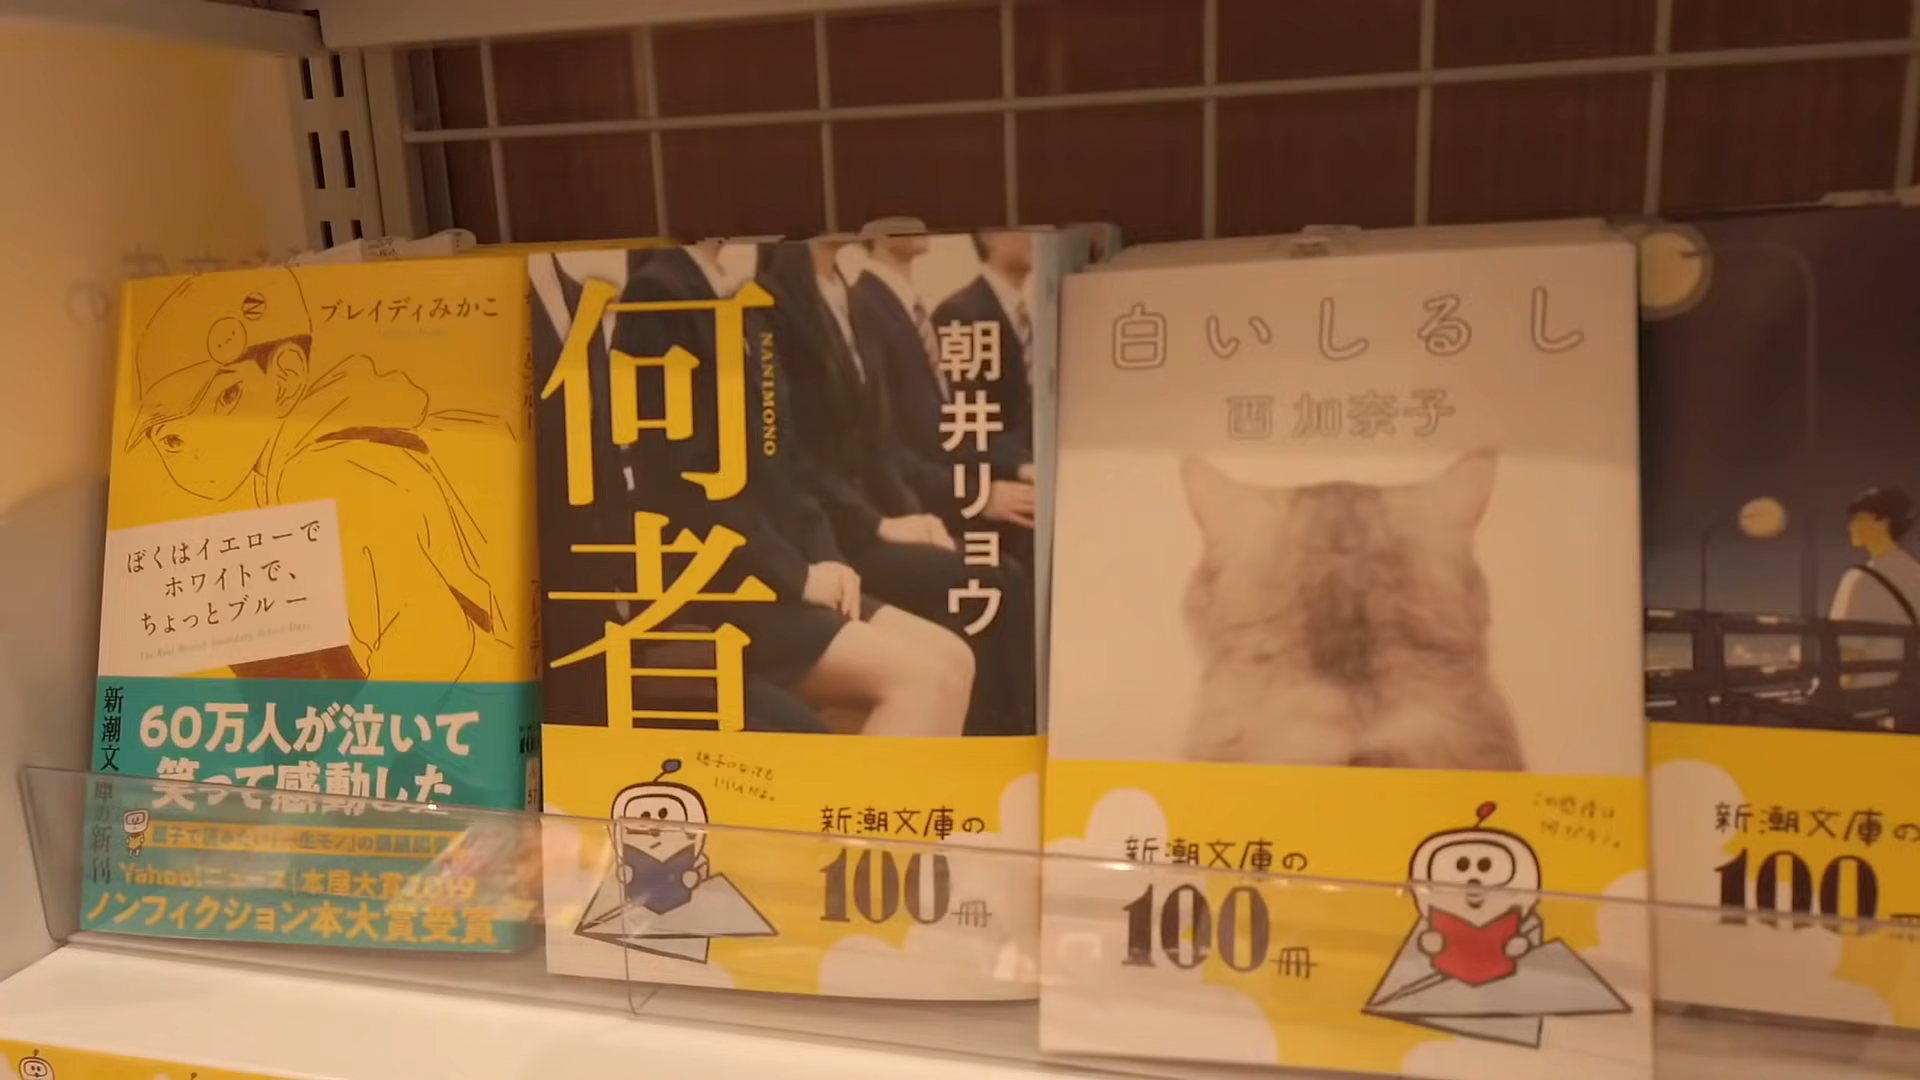 ブレイディみかこ
ぼくはイエローで
ホワイトで、
ちょっとブルー
新潮文庫の新刊
60万人が泣いて
笑って感動した
Yahoo!ニュース|本屋大賞2019
ノンフィクション本大賞受賞
何者
NANIMONO
朝井リョウ
新潮文庫の
100冊
白いしるし
西加奈子
新潮文庫の
100冊
新潮文庫の
100